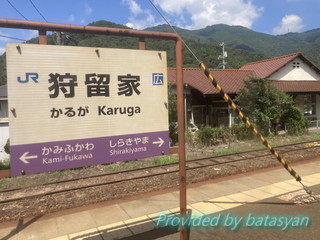 JR 狩留家 広
かるが Karuga
かみふかわ しらきやま
Kami-Fukawa Shirakiyama
Provided by batasyan